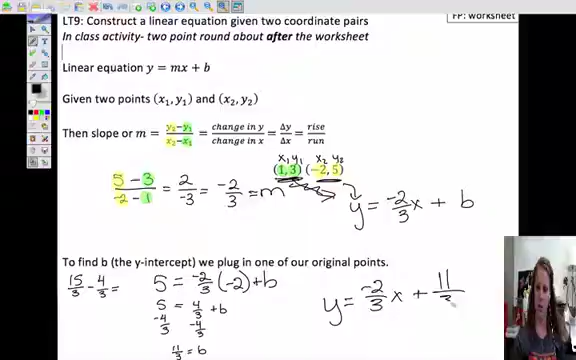 LT9: Construct a linear equation given two coordinate pairs
PP: worksheet
In class activity- two point round about after the worksheet
Linear equation y = mx + b
Given two points (x₁, y₁) and (x₂, y₂)
Then slope or m = y₂−y₁/x₂−x₁ = change in y/change in x = Δy/Δx = rise/run
x₁ y₁ x₂ y₂
(1,3) (−2,5)
5 − 3/−2 − 1 = 2/−3 = −2/3 = m
y = −2/3 x + b
To find b (the y-intercept) we plug in one of our original points.
15/3 − 4/3 =
5 = −2/3 (−2) + b
5 = 4/3 + b
−4/3 −4/3
11/3 = b
y = −2/3 x + 11/3